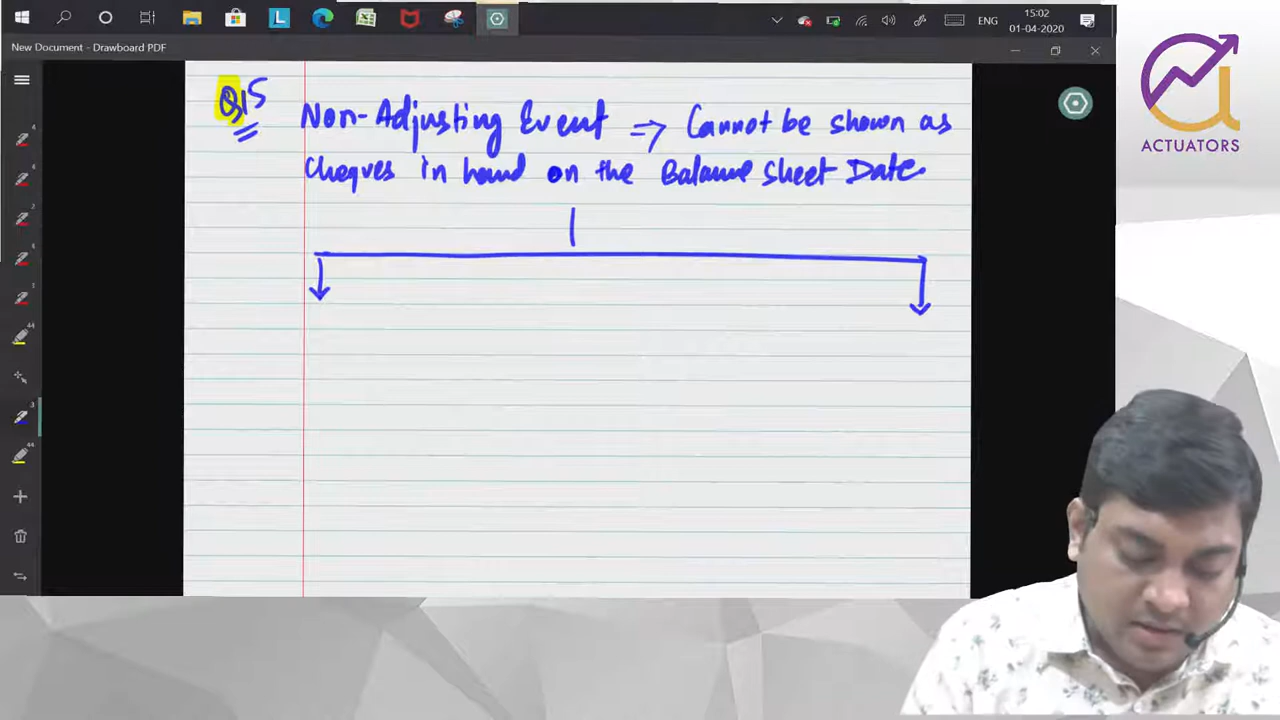 15:02
ENG
01-04-2020
New Document - Drawboard PDF
Q15
Non-Adjusting Event => Cannot be shown as
Cheques in hand on the Balance Sheet Date.
ACTUATORS